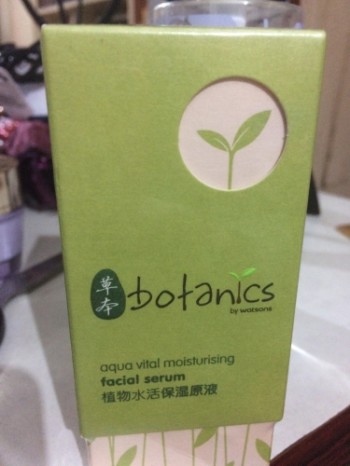 草本 botanics
by watsons
aqua vital moisturising
facial serum
植物水活保濕原液